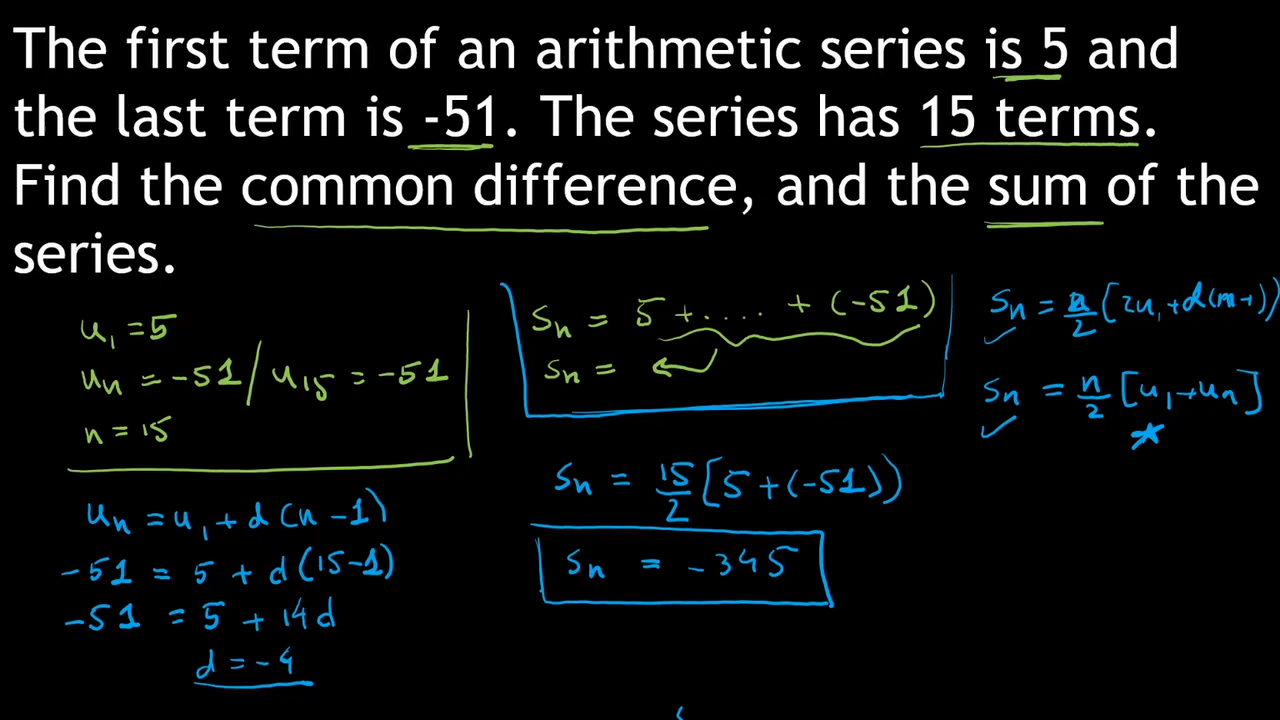 The first term of an arithmetic series is 5 and
the last term is -51. The series has 15 terms.
Find the common difference, and the sum of the
series.
u₁ = 5
uₙ = -51 / u₁₅ = -51
n = 15
uₙ = u₁ + d(n-1)
-51 = 5 + d(15-1)
-51 = 5 + 14d
d = -4
Sₙ = 5 + .... + (-51)
Sₙ =
Sₙ = 15/2 [5 + (-51))
Sₙ = -345
Sₙ = n/2 (2u₁ + d(n-1))
Sₙ = n/2 [u₁ + uₙ]